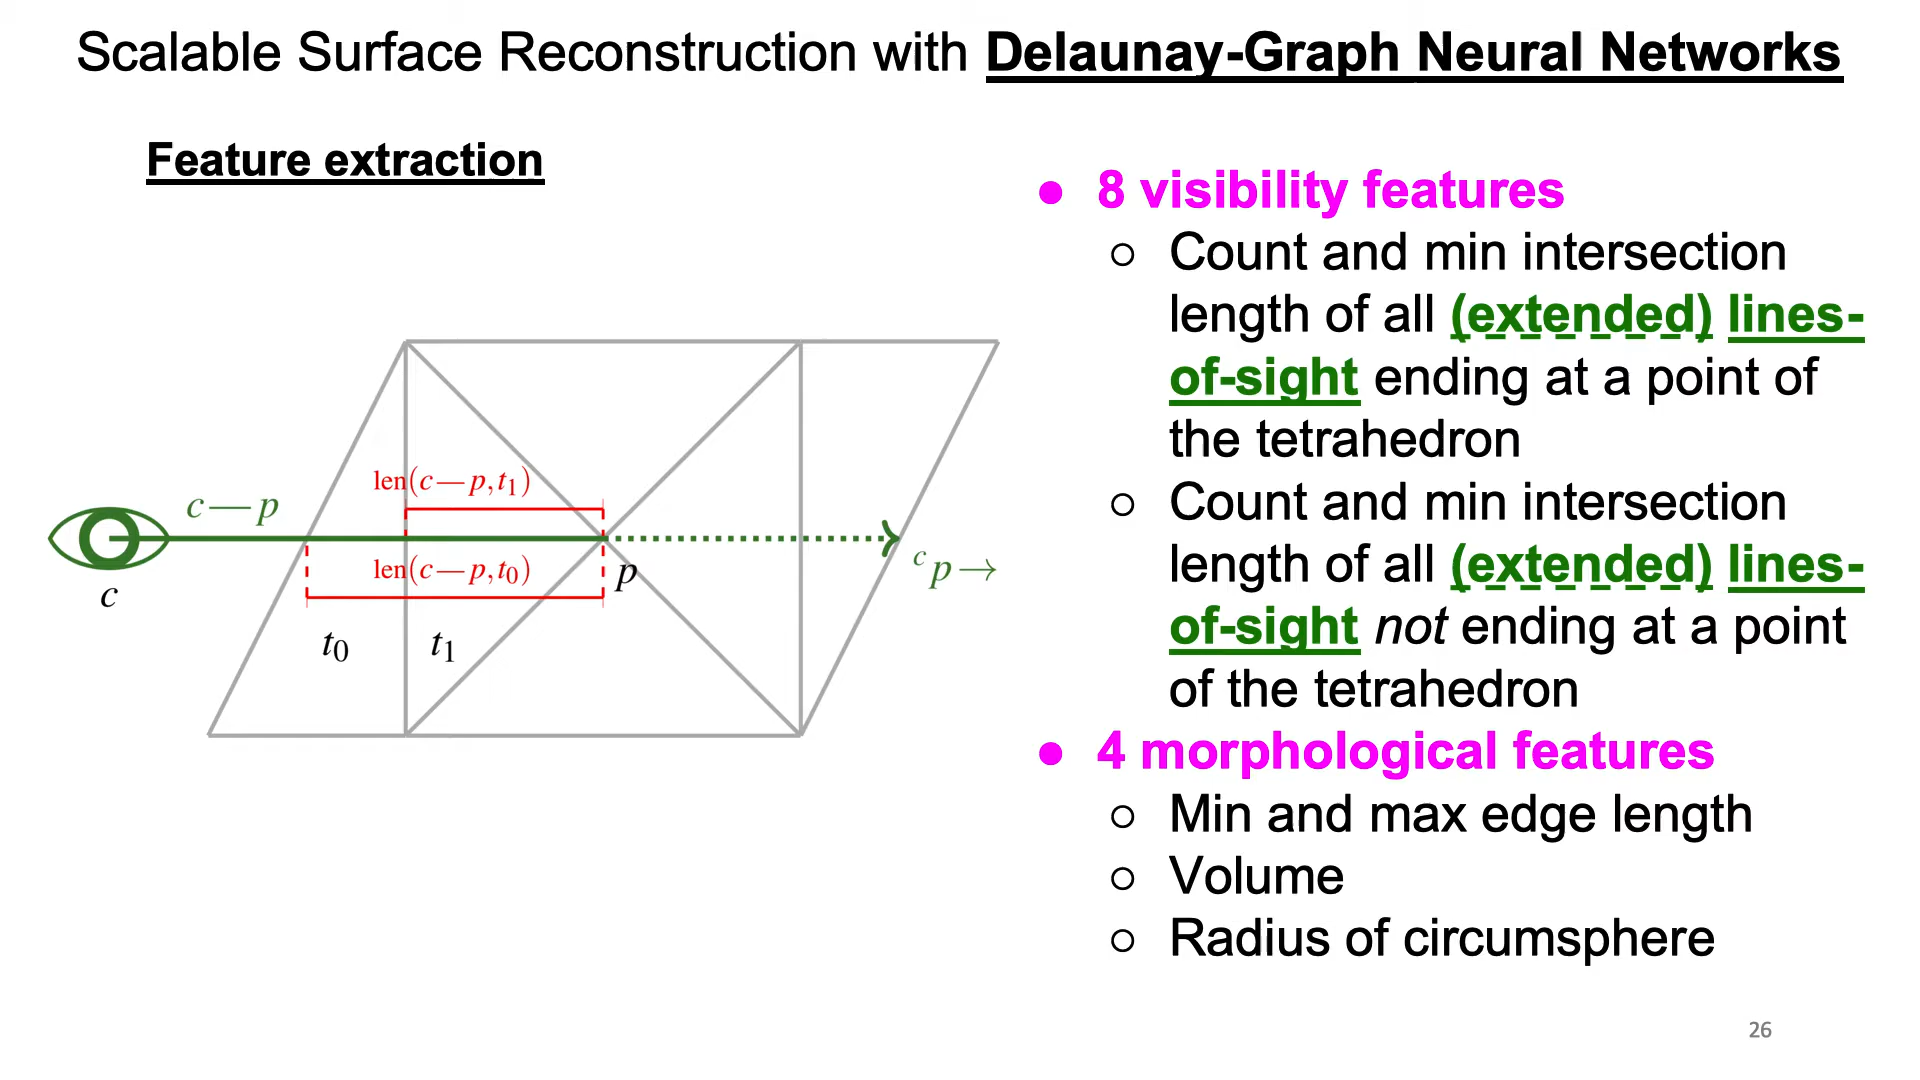 Scalable Surface Reconstruction with Delaunay-Graph Neural Networks
Feature extraction
c—p
c
len(c—p,t₁)
len(c—p,t₀)
p
ᶜp→
t₀
t₁
● 8 visibility features
○ Count and min intersection
length of all (extended) lines-
of-sight ending at a point of
the tetrahedron
○ Count and min intersection
length of all (extended) lines-
of-sight not ending at a point
of the tetrahedron
● 4 morphological features
○ Min and max edge length
○ Volume
○ Radius of circumsphere
26